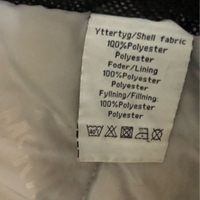 Yttertyg/Shell fabric
100%Polyester
Polyester
Foder/Lining
100%Polyester
Polyester
Fyllning/Fillning:
100%Polyester
Polyester